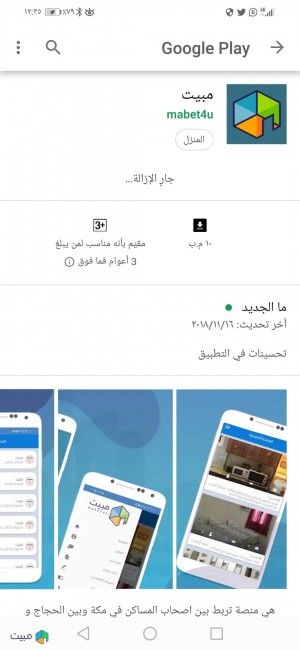 ١٢:٣٥
٪٧٩
Google Play
مبيت
mabet4u
المنزل
جارٍ الإزالة...
١٠ م.ب
3+
مقيّم بأنه مناسب لمن يبلغ
3 أعوام فما فوق
ما الجديد
آخر تحديث: ٢٠١٨/١١/١٦
تحسينات في التطبيق
مبيت
هي منصة تربط بين اصحاب المساكن في مكة وبين الحجاج و
مبيت